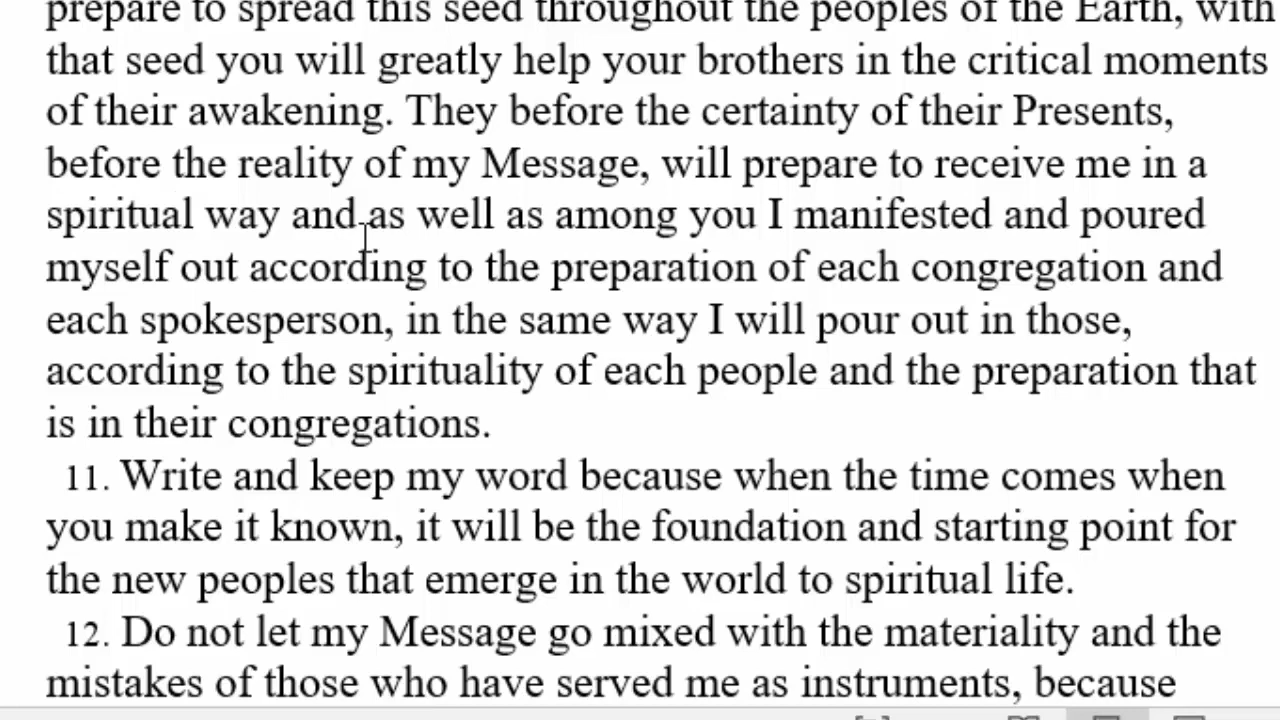 prepare to spread this seed throughout the peoples of the Earth, with
that seed you will greatly help your brothers in the critical moments
of their awakening. They before the certainty of their Presents,
before the reality of my Message, will prepare to receive me in a
spiritual way and as well as among you I manifested and poured
myself out according to the preparation of each congregation and
each spokesperson, in the same way I will pour out in those,
according to the spirituality of each people and the preparation that
is in their congregations.
11. Write and keep my word because when the time comes when
you make it known, it will be the foundation and starting point for
the new peoples that emerge in the world to spiritual life.
12. Do not let my Message go mixed with the materiality and the
mistakes of those who have served me as instruments, because